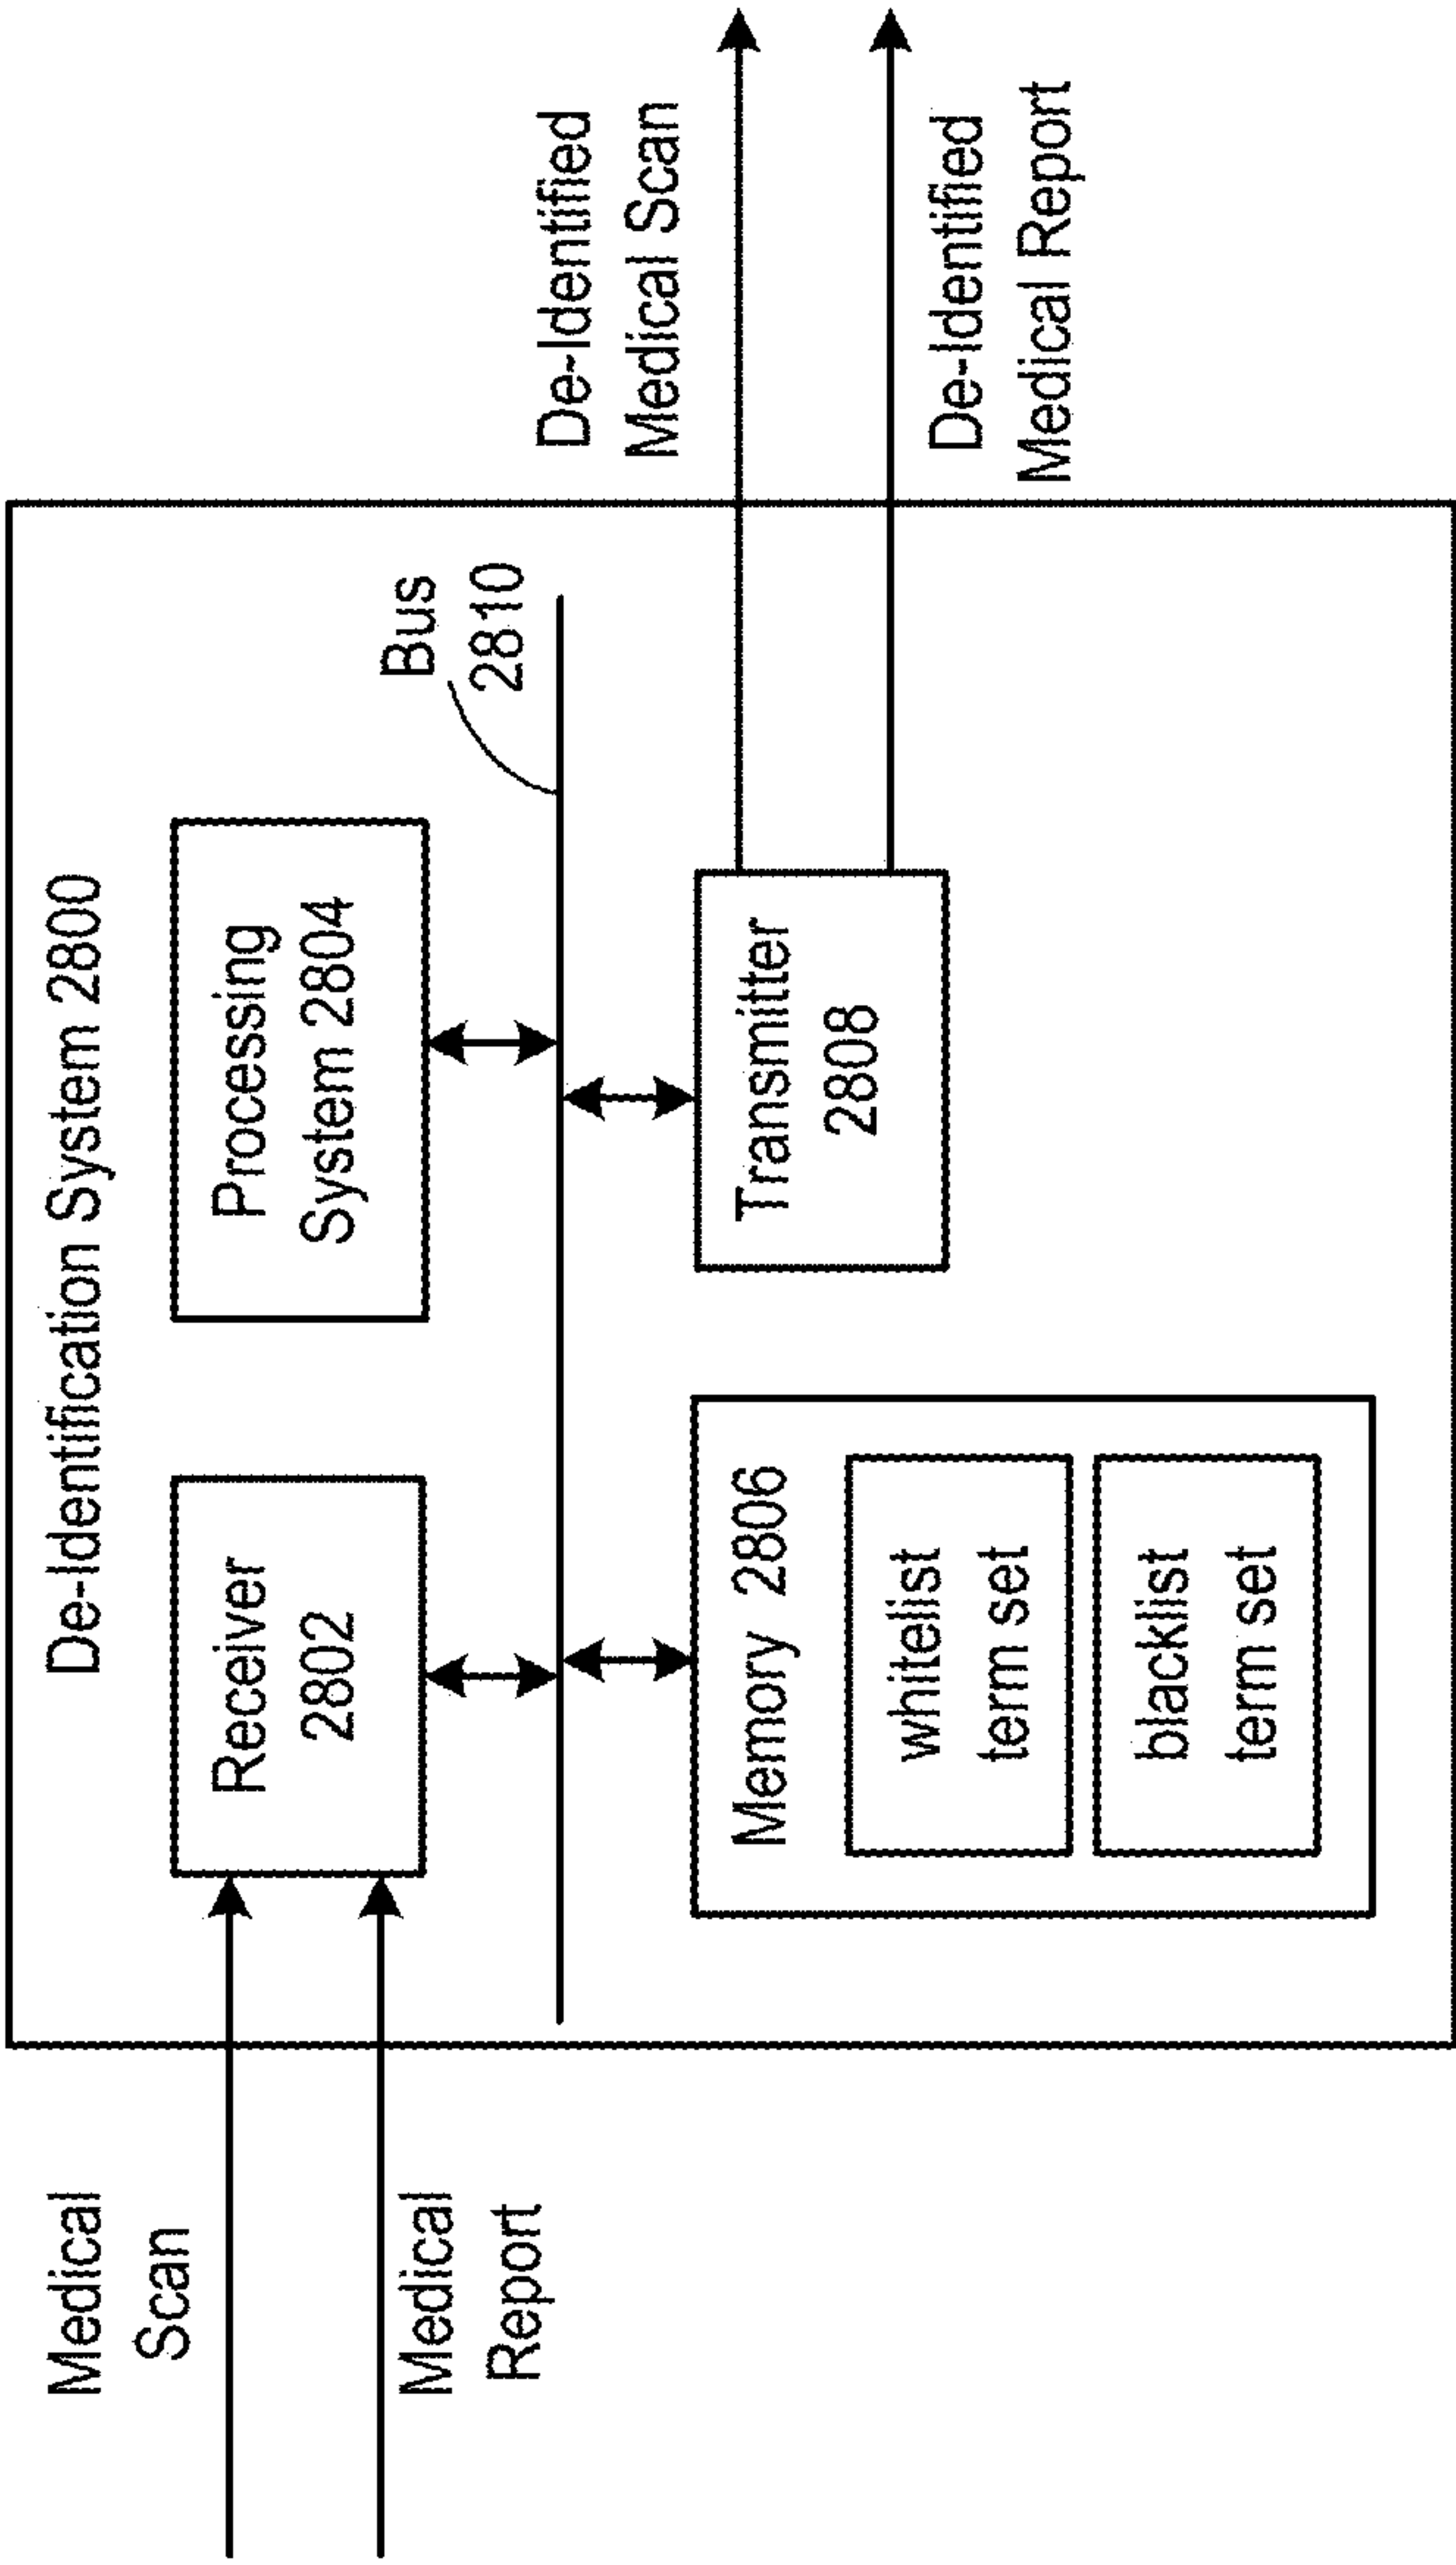 De-Identification System 2800
Medical
Scan
Medical
Report
Receiver
2802
Processing
System 2804
Bus
2810
Memory 2806
whitelist
term set
blacklist
term set
Transmitter
2808
De-Identified
Medical Scan
De-Identified
Medical Report